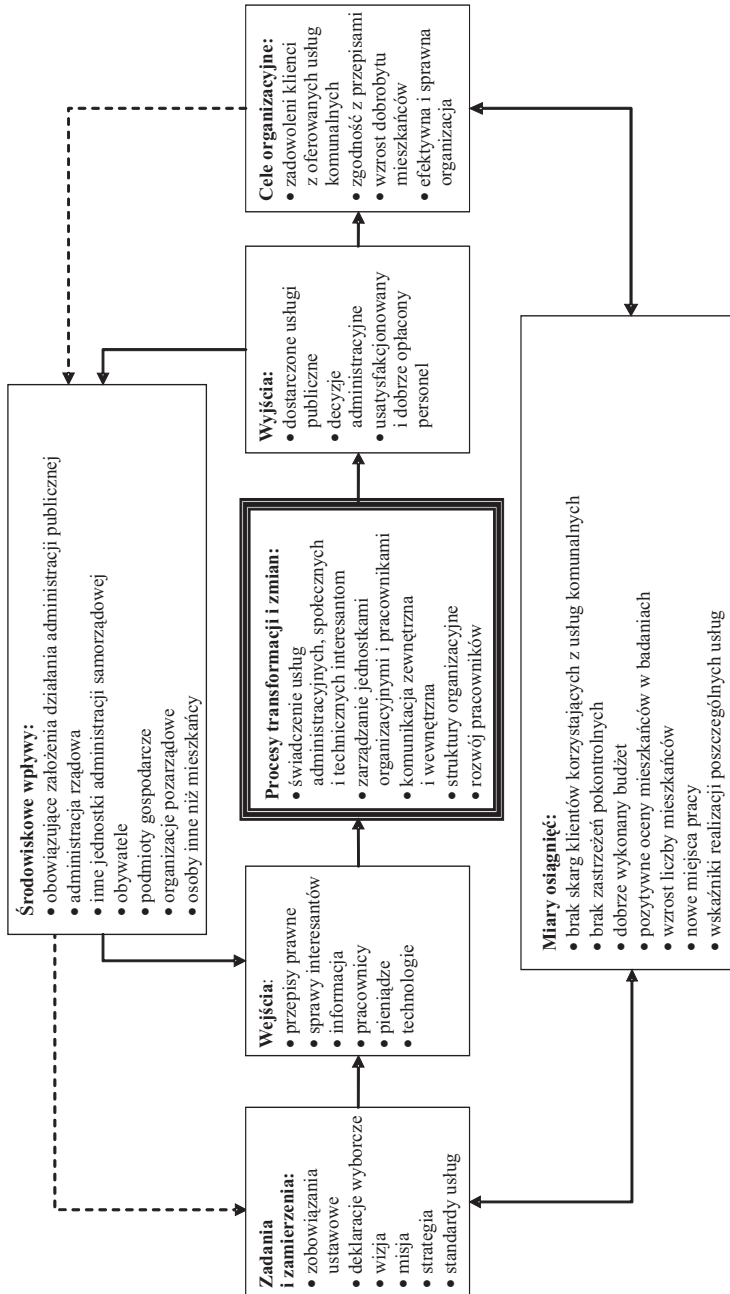 Środowiskowe wpływy:
• obowiązujące założenia działania administracji publicznej
• administracja rządowa
• inne jednostki administracji samorządowej
• obywatele
• podmioty gospodarcze
• organizacje pozarządowe
• osoby inne niż mieszkańcy
Zadania
i zamierzenia:
• zobowiązania
ustawowe
• deklaracje wyborcze
• wizja
• misja
• strategia
• standardy usług
Wejścia:
• przepisy prawne
• sprawy interesantów
• informacja
• pracownicy
• pieniądze
• technologie
Procesy transformacji i zmian:
• świadczenie usług
administracyjnych, społecznych
i technicznych interesantom
• zarządzanie jednostkami
organizacyjnymi i pracownikami
• komunikacja zewnętrzna
i wewnętrzna
• struktury organizacyjne
• rozwój pracowników
Wyjścia:
• dostarczone usługi
publiczne
• decyzje
administracyjne
• usatysfakcjonowany
i dobrze opłacony
personel
Cele organizacyjne:
• zadowoleni klienci
z oferowanych usług
komunalnych
• zgodność z przepisami
• wzrost dobrobytu
mieszkańców
• efektywna i sprawna
organizacja
Miary osiągnięć:
• brak skarg klientów korzystających z usług komunalnych
• brak zastrzeżeń pokontrolnych
• dobrze wykonany budżet
• pozytywne oceny mieszkańców w badaniach
• wzrost liczby mieszkańców
• nowe miejsca pracy
• wskaźniki realizacji poszczególnych usług